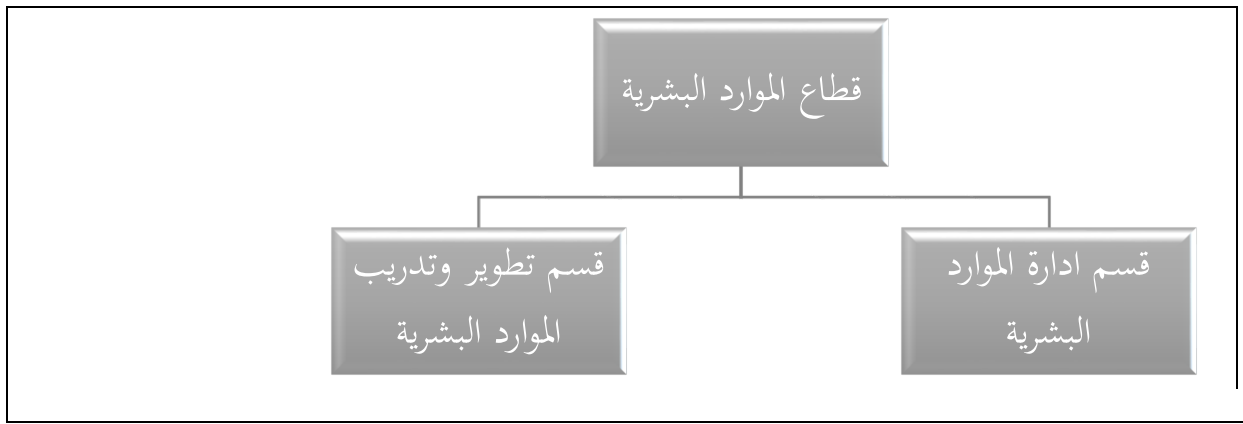 قطاع الموارد البشرية
قسم ادارة الموارد
البشرية
قسم تطوير وتدريب
الموارد البشرية